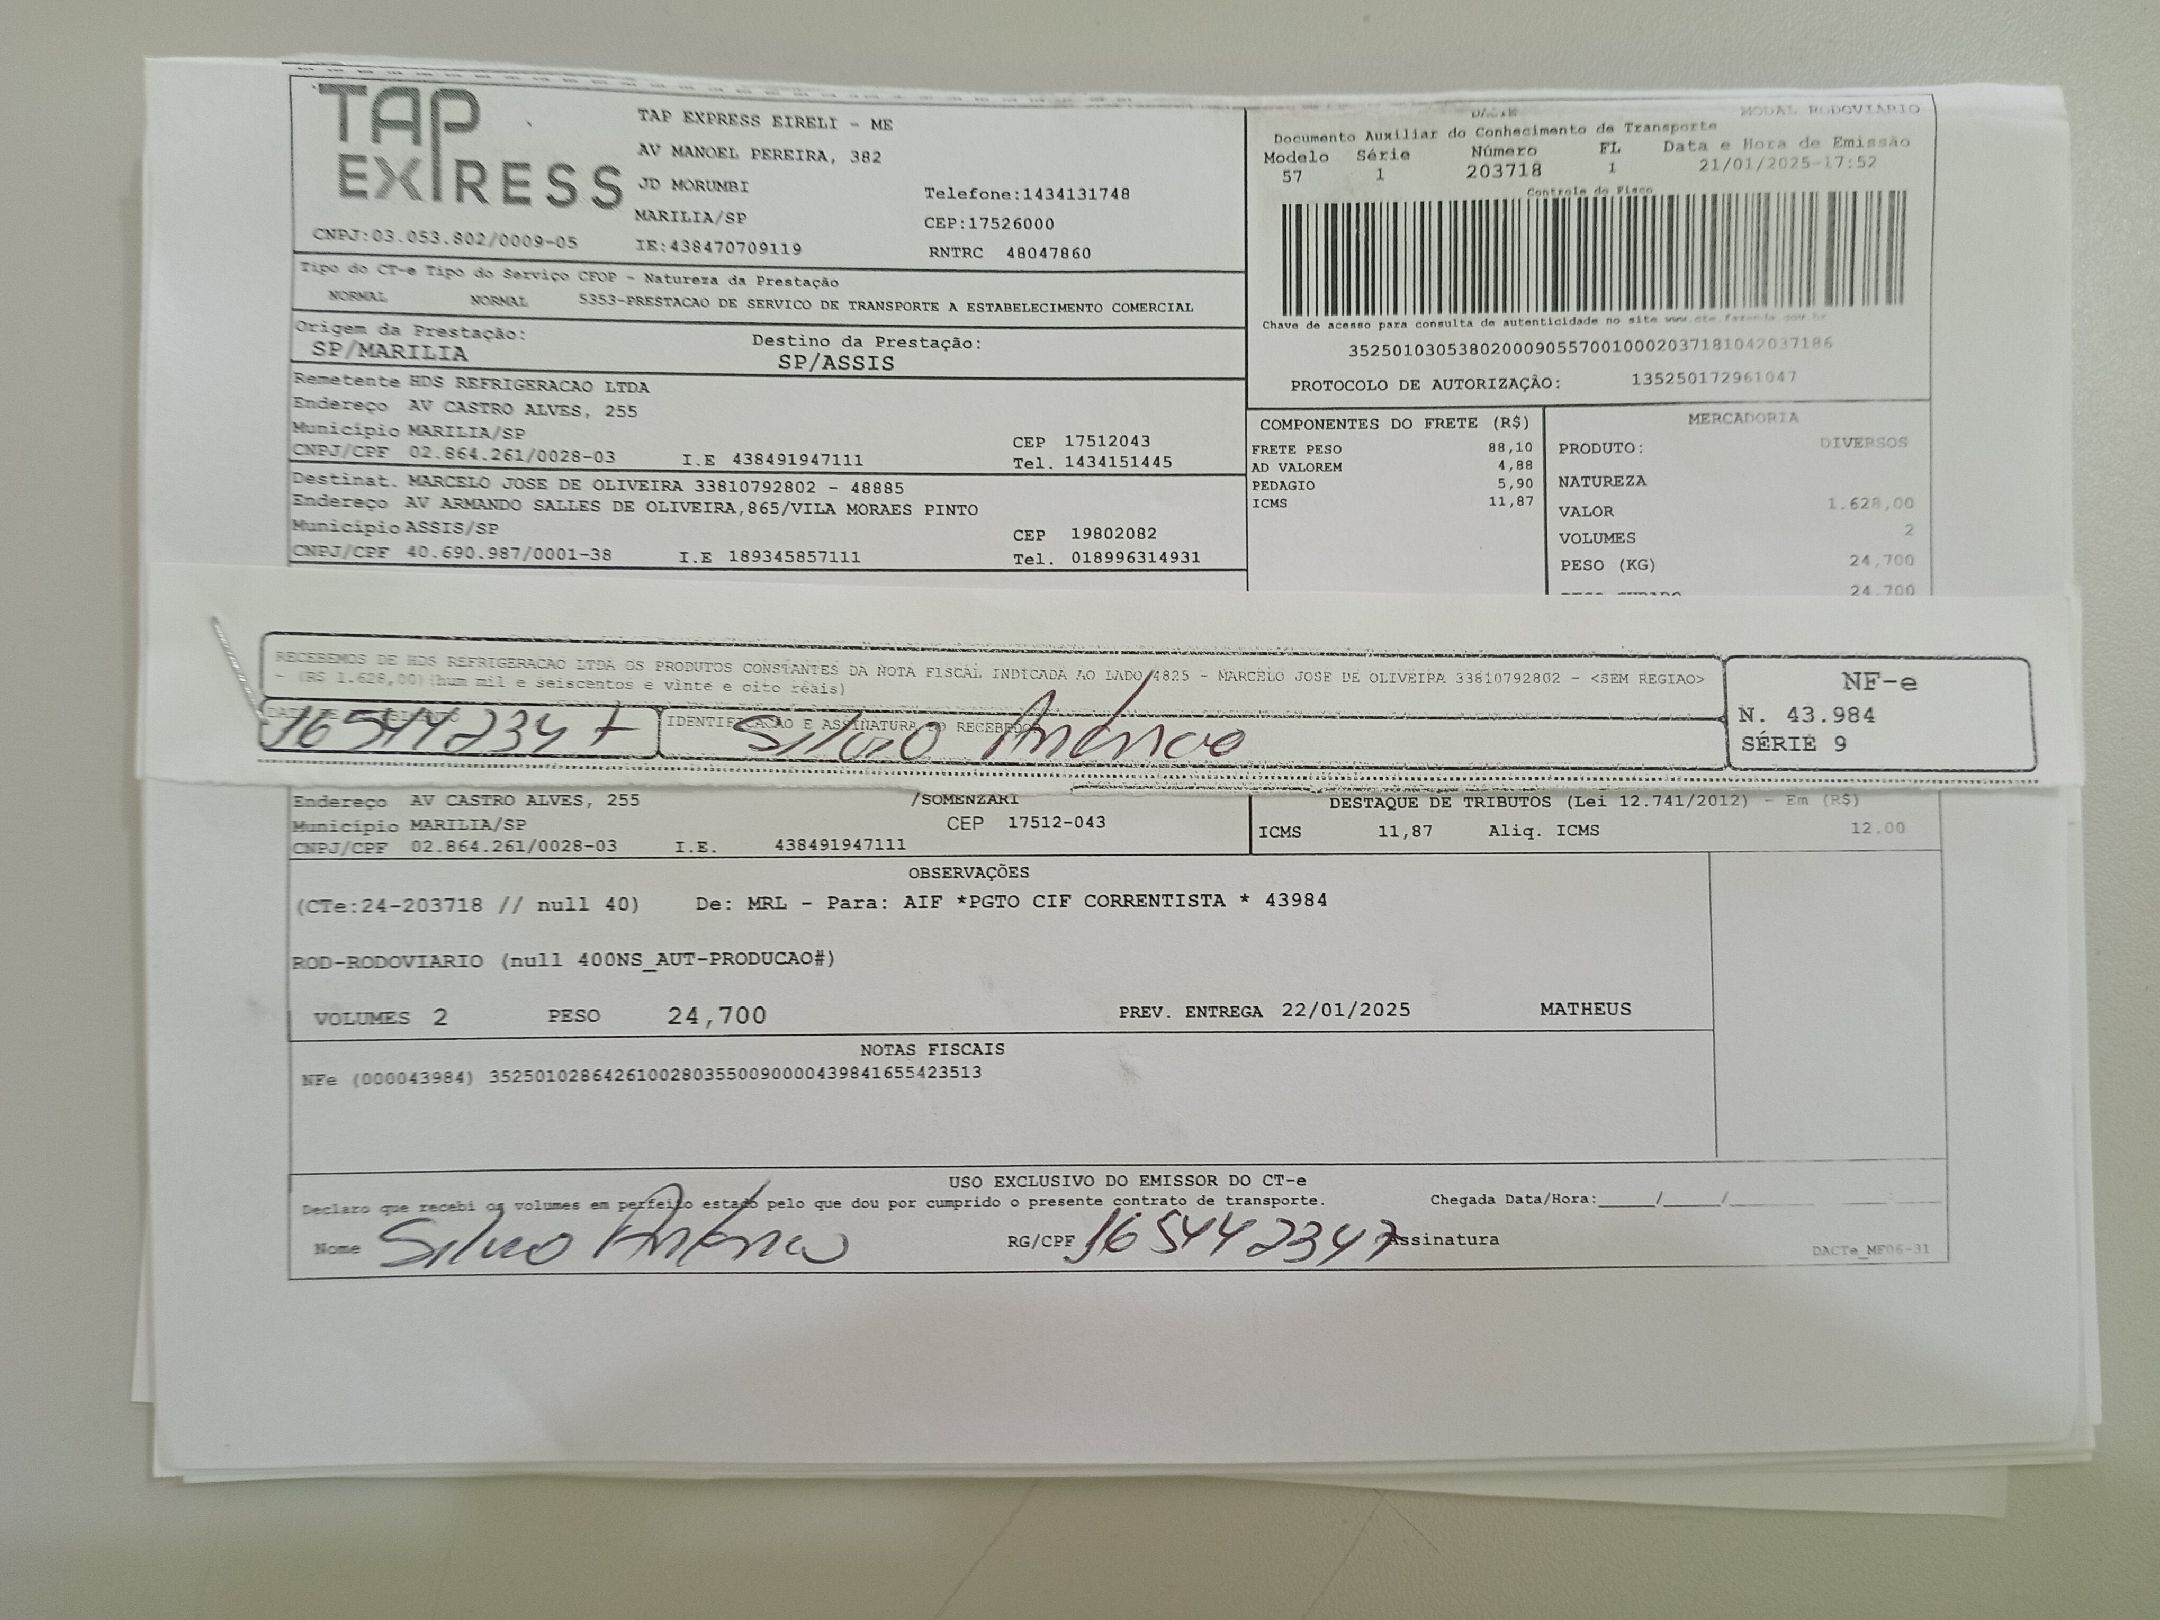 TAP EXPRESS
TAP EXPRESS EIRELI - ME
AV MANOEL PEREIRA, 382
JD MORUMBI
MARILIA/SP
Telefone:1434131748
CEP:17526000
CNPJ:03.053.802/0009-05
IE:438470709119
RNTRC 48047860
MODAL RODOVIARIO
Documento Auxiliar do Conhecimento de Transporte
Modelo Série Número FL Data e Hora de Emissão
57 1 203718 1 21/01/2025-17:52
Controle do Fisco
Chave de acesso para consulta de autenticidade no site www.cte.fazenda.gov.br
35250103053802000905570010002037181042037186
PROTOCOLO DE AUTORIZAÇÃO: 135250172961047
Tipo do CT-e Tipo do Serviço CFOP - Natureza da Prestação
NORMAL NORMAL 5353-PRESTACAO DE SERVICO DE TRANSPORTE A ESTABELECIMENTO COMERCIAL
Origem da Prestação: Destino da Prestação:
SP/MARILIA SP/ASSIS
Remetente HDS REFRIGERACAO LTDA
Endereço AV CASTRO ALVES, 255
Município MARILIA/SP CEP 17512043
CNPJ/CPF 02.864.261/0028-03 I.E 438491947111 Tel. 1434151445
Destinat. MARCELO JOSE DE OLIVEIRA 33810792802 - 48885
Endereço AV ARMANDO SALLES DE OLIVEIRA,865/VILA MORAES PINTO
Município ASSIS/SP CEP 19802082
CNPJ/CPF 40.690.987/0001-38 I.E 189345857111 Tel. 018996314931
COMPONENTES DO FRETE (R$)
FRETE PESO 88,10
AD VALOREM 4,88
PEDAGIO 5,90
ICMS 11,87
MERCADORIA
PRODUTO: DIVERSOS
NATUREZA
VALOR 1.628,00
VOLUMES 2
PESO (KG) 24,700
24,700
RECEBEMOS DE HDS REFRIGERACAO LTDA OS PRODUTOS CONSTANTES DA NOTA FISCAL INDICADA AO LADO 4825 - MARCELO JOSE DE OLIVEIRA 33810792802 - <SEM REGIAO>
- (R$ 1.628,00)(hum mil e seiscentos e vinte e oito reais)
165442347
IDENTIFICAÇÃO E ASSINATURA DO RECEBEDOR
Silvio Antônio
NF-e
N. 43.984
SÉRIE 9
Endereço AV CASTRO ALVES, 255 /SOMENZARI
Município MARILIA/SP CEP 17512-043
CNPJ/CPF 02.864.261/0028-03 I.E. 438491947111
DESTAQUE DE TRIBUTOS (Lei 12.741/2012) - Em (R$)
ICMS 11,87 Aliq. ICMS 12,00
OBSERVAÇÕES
(CTe:24-203718 // null 40) De: MRL - Para: AIF *PGTO CIF CORRENTISTA * 43984
ROD-RODOVIARIO (null 400NS_AUT-PRODUCAO#)
VOLUMES 2 PESO 24,700 PREV. ENTREGA 22/01/2025 MATHEUS
NOTAS FISCAIS
NFe (000043984) 35250102864261002803550090000439841655423513
USO EXCLUSIVO DO EMISSOR DO CT-e
Declaro que recebi os volumes em perfeito estado pelo que dou por cumprido o presente contrato de transporte. Chegada Data/Hora:_____/_____/
Nome Silvio Antônio RG/CPF 165442347 Assinatura
DACTe_MF06-31